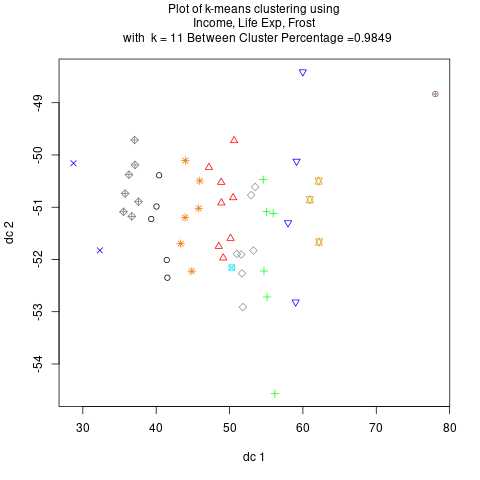 Plot of k-means clustering using
Income, Life Exp, Frost
with  k = 11 Between Cluster Percentage =0.9849
-49
-50
-51
-52
-53
-54
dc 2
30 40 50 60 70 80
dc 1